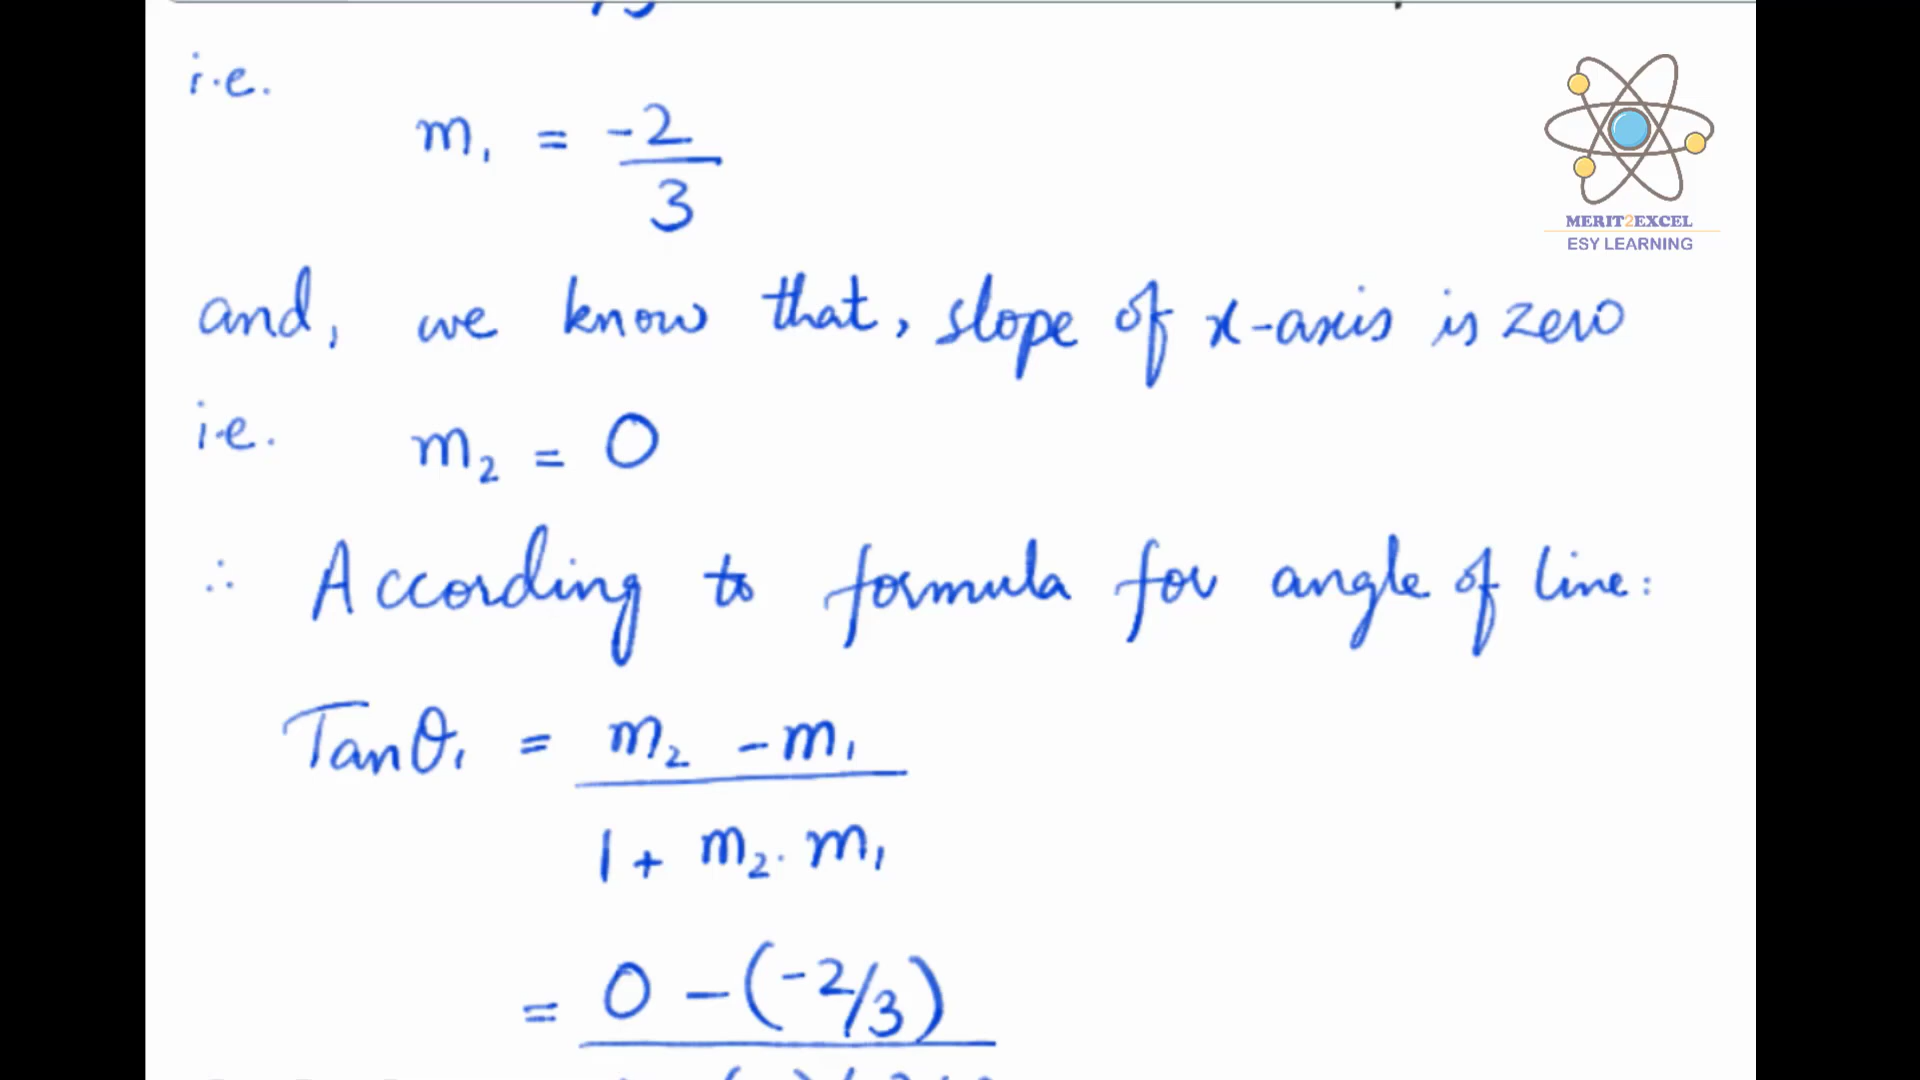 i.e.
m₁ = -2/3
MERIT2EXCEL
ESY LEARNING
and, we know that, slope of x-axis is zero
i.e. m₂ = 0
∴ According to formula for angle of line:
Tanθ₁ = m₂ - m₁
1 + m₂. m₁
= 0 - (-2/3)